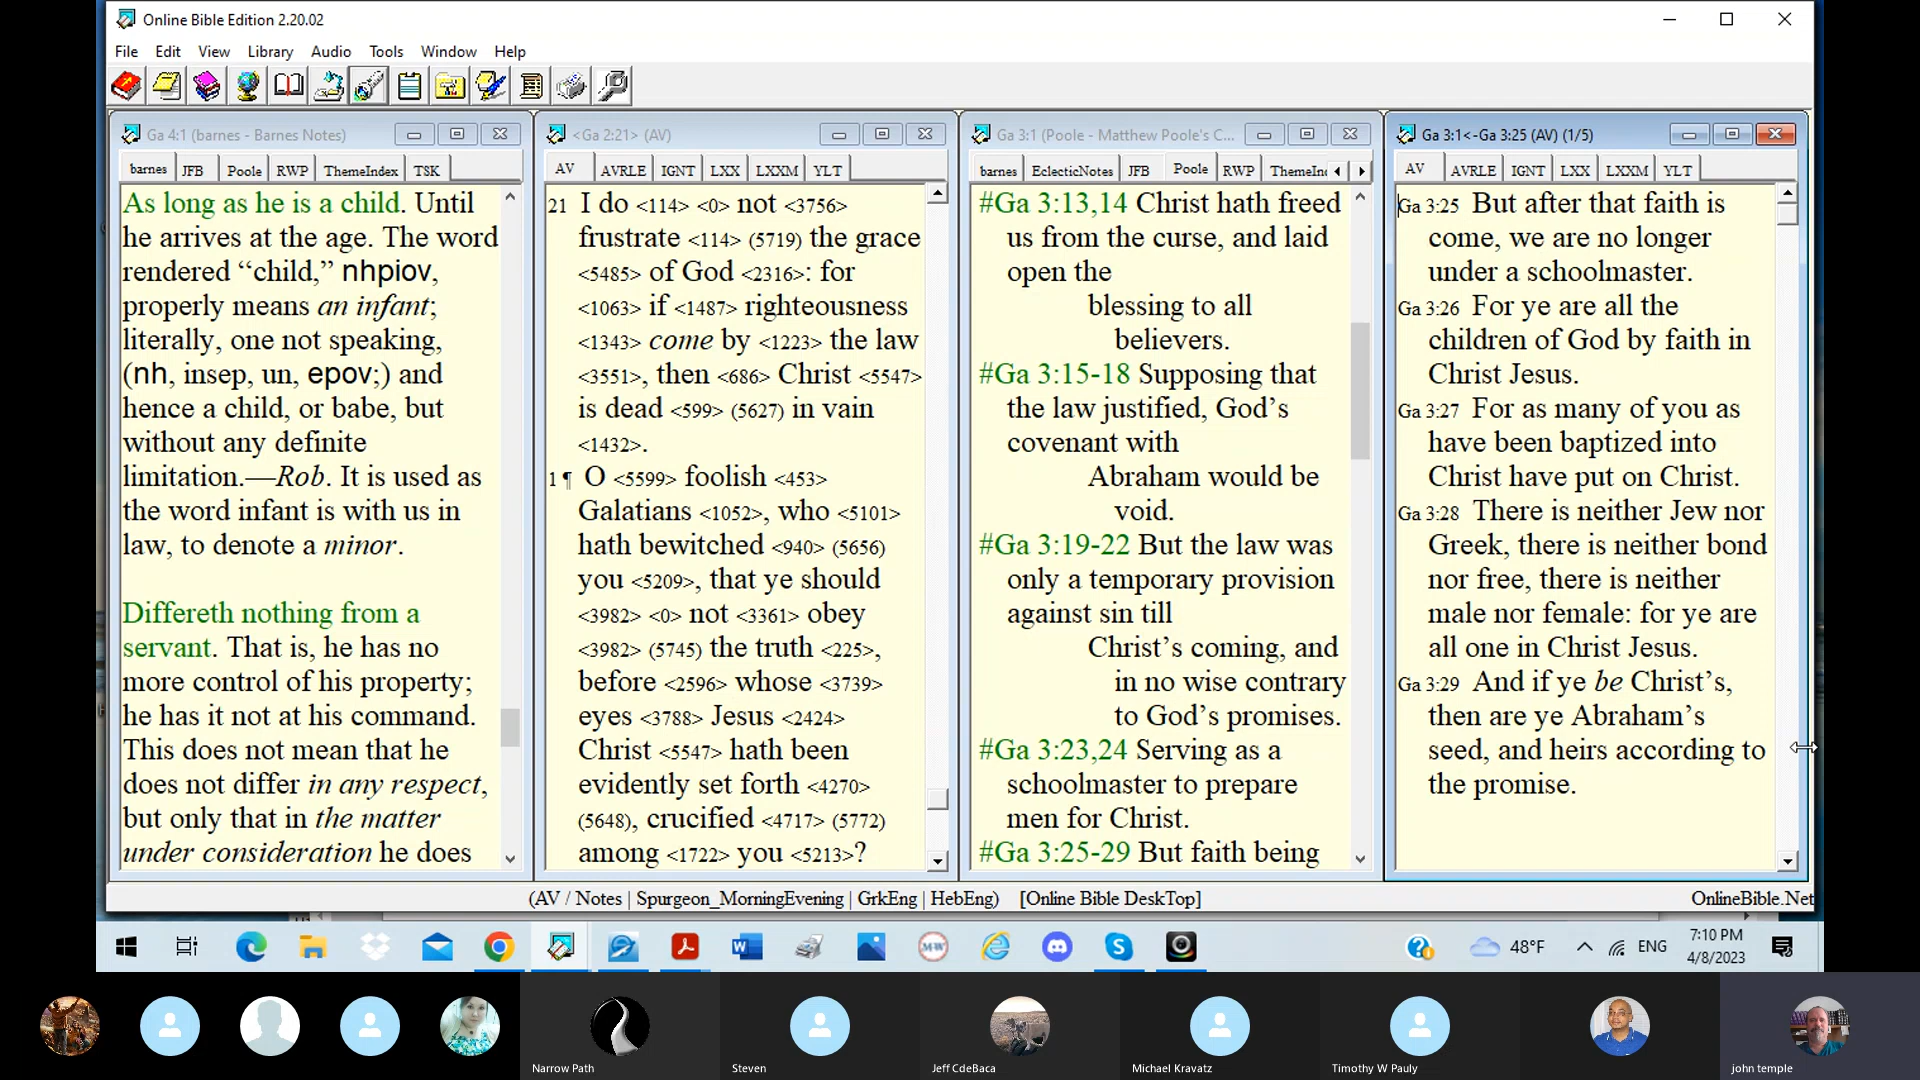 Online Bible Edition 2.20.02
File Edit View Library Audio Tools Window Help
Ga 4:1 (barnes - Barnes Notes)
barnes JFB Poole RWP ThemeIndex TSK
As long as he is a child. Until
he arrives at the age. The word
rendered “child,” nhpiov,
properly means an infant;
literally, one not speaking,
(nh, insep, un, epov;) and
hence a child, or babe, but
without any definite
limitation.—Rob. It is used as
the word infant is with us in
law, to denote a minor.
Differeth nothing from a
servant. That is, he has no
more control of his property;
he has it not at his command.
This does not mean that he
does not differ in any respect,
but only that in the matter
under consideration he does
<Ga 2:21> (AV)
AV AVRLE IGNT LXX LXXM YLT
21 I do <114> <0> not <3756>
frustrate <114> (5719) the grace
<5485> of God <2316>: for
<1063> if <1487> righteousness
<1343> come by <1223> the law
<3551>, then <686> Christ <5547>
is dead <599> (5627) in vain
<1432>.
1 ¶ O <5599> foolish <453>
Galatians <1052>, who <5101>
hath bewitched <940> (5656)
you <5209>, that ye should
<3982> <0> not <3361> obey
<3982> (5745) the truth <225>,
before <2596> whose <3739>
eyes <3788> Jesus <2424>
Christ <5547> hath been
evidently set forth <4270>
(5648), crucified <4717> (5772)
among <1722> you <5213>?
Ga 3:1 (Poole - Matthew Poole's C...
barnes EclecticNotes JFB Poole RWP ThemeIn
#Ga 3:13,14 Christ hath freed
us from the curse, and laid
open the
blessing to all
believers.
#Ga 3:15-18 Supposing that
the law justified, God’s
covenant with
Abraham would be
void.
#Ga 3:19-22 But the law was
only a temporary provision
against sin till
Christ’s coming, and
in no wise contrary
to God’s promises.
#Ga 3:23,24 Serving as a
schoolmaster to prepare
men for Christ.
#Ga 3:25-29 But faith being
Ga 3:1<-Ga 3:25 (AV) (1/5)
AV AVRLE IGNT LXX LXXM YLT
Ga 3:25 But after that faith is
come, we are no longer
under a schoolmaster.
Ga 3:26 For ye are all the
children of God by faith in
Christ Jesus.
Ga 3:27 For as many of you as
have been baptized into
Christ have put on Christ.
Ga 3:28 There is neither Jew nor
Greek, there is neither bond
nor free, there is neither
male nor female: for ye are
all one in Christ Jesus.
Ga 3:29 And if ye be Christ’s,
then are ye Abraham’s
seed, and heirs according to
the promise.
(AV / Notes | Spurgeon_MorningEvening | GrkEng | HebEng) [Online Bible DeskTop] OnlineBible.Net
48°F ENG 7:10 PM
4/8/2023
Narrow Path Steven Jeff CdeBaca Michael Kravatz Timothy W Pauly john temple